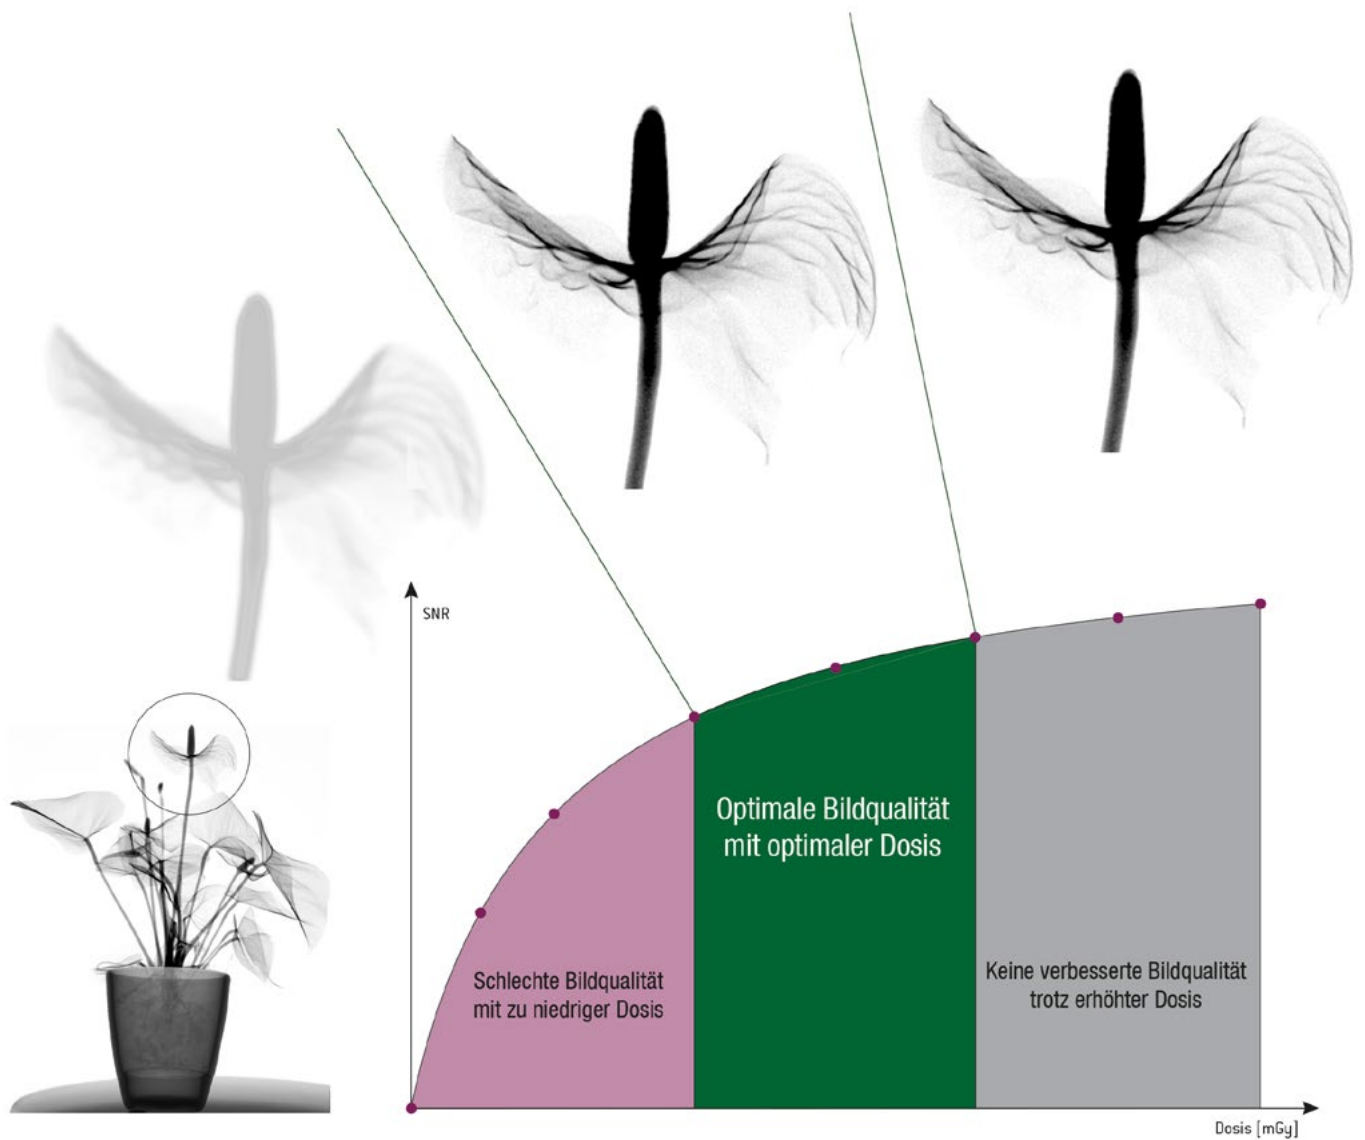 SNR
Optimale Bildqualität
mit optimaler Dosis
Schlechte Bildqualität
mit zu niedriger Dosis
Keine verbesserte Bildqualität
trotz erhöhter Dosis
Dosis [mGy]